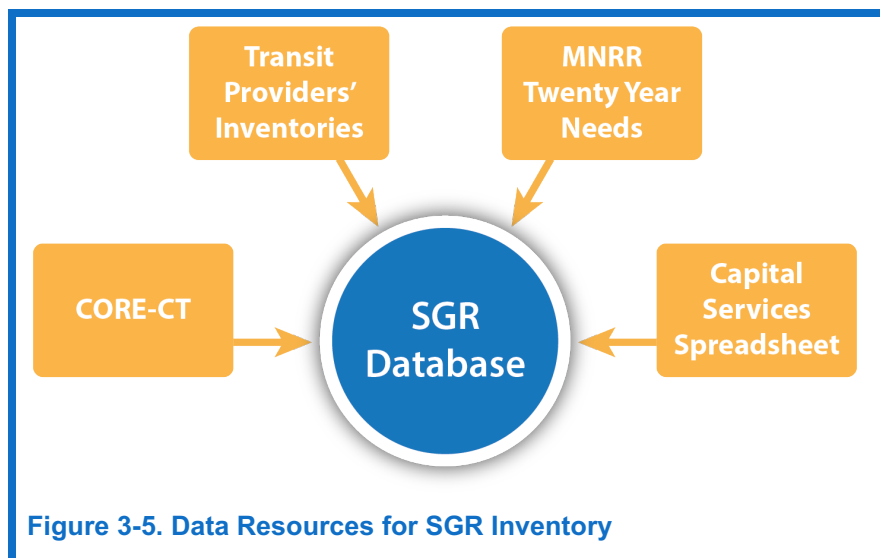 Transit
Providers’
Inventories
MNRR
Twenty Year
Needs
CORE-CT
SGR
Database
Capital
Services
Spreadsheet
Figure 3-5. Data Resources for SGR Inventory